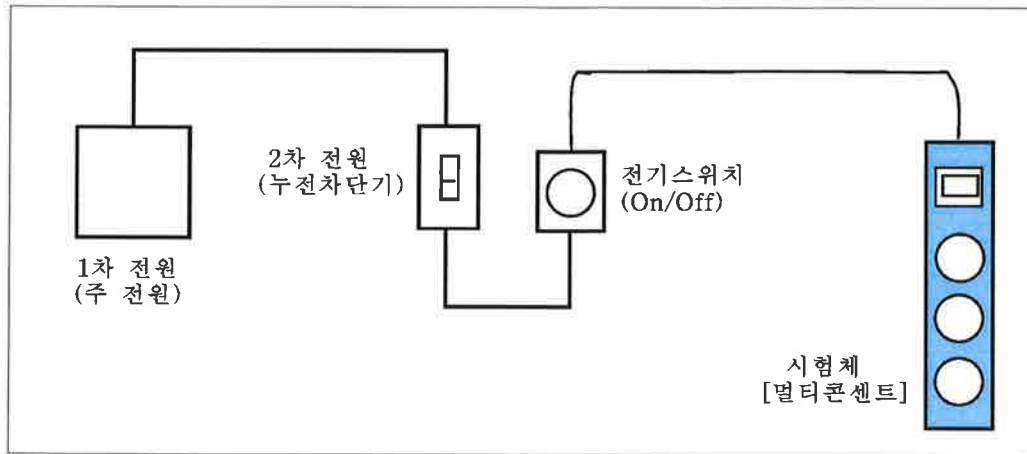 1차 전원
(주 전원)
2차 전원
(누전차단기)
전기스위치
(On/Off)
시험체
[멀티콘센트]